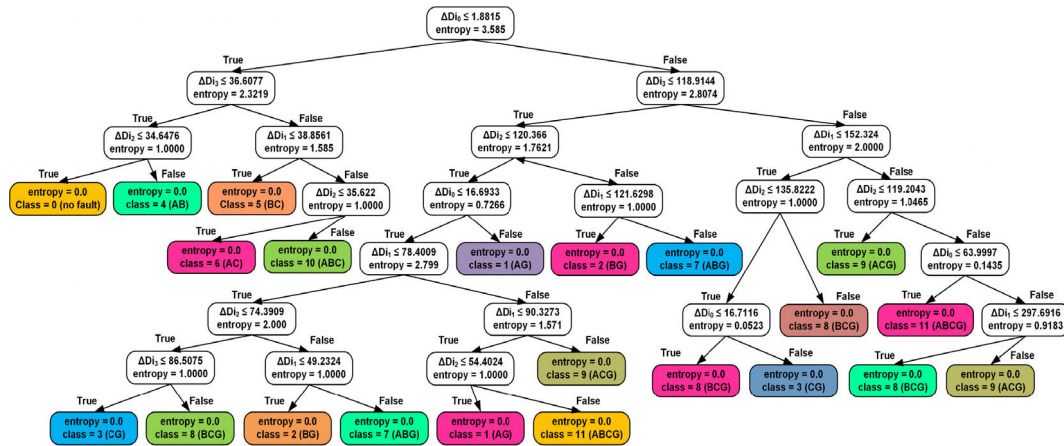 ΔDi₀ ≤ 1.8815
entropy = 3.585
True
False
ΔDi₃ ≤ 36.6077
entropy = 2.3219
ΔDi₃ ≤ 118.9144
entropy = 2.8074
True
False
True
False
ΔDi₂ ≤ 34.6476
entropy = 1.0000
ΔDi₁ ≤ 38.8561
entropy = 1.585
ΔDi₂ ≤ 120.366
entropy = 1.7621
ΔDi₁ ≤ 152.324
entropy = 2.0000
True
False
True
False
True
False
True
False
entropy = 0.0
Class = 0 (no fault)
entropy = 0.0
class = 4 (AB)
entropy = 0.0
Class = 5 (BC)
ΔDi₂ ≤ 35.622
entropy = 1.0000
ΔDi₀ ≤ 16.6933
entropy = 0.7266
ΔDi₁ ≤ 121.6298
entropy = 1.0000
ΔDi₂ ≤ 135.8222
entropy = 1.0000
ΔDi₂ ≤ 119.2043
entropy = 1.0465
True
False
True
False
True
False
True
False
entropy = 0.0
class = 6 (AC)
entropy = 0.0
class = 10 (ABC)
ΔDi₁ ≤ 78.4009
entropy = 2.799
entropy = 0.0
class = 1 (AG)
entropy = 0.0
class = 2 (BG)
entropy = 0.0
class = 7 (ABG)
entropy = 0.0
class = 9 (ACG)
ΔDi₀ ≤ 63.9997
entropy = 0.1435
True
False
True
False
True
False
ΔDi₂ ≤ 74.3909
entropy = 2.000
ΔDi₁ ≤ 90.3273
entropy = 1.571
ΔDi₀ ≤ 16.7116
entropy = 0.0523
entropy = 0.0
class = 8 (BCG)
entropy = 0.0
class = 11 (ABCG)
ΔDi₁ ≤ 297.6916
entropy = 0.9183
True
False
True
False
True
False
True
False
ΔDi₃ ≤ 86.5075
entropy = 1.0000
ΔDi₁ ≤ 49.2324
entropy = 1.0000
ΔDi₂ ≤ 54.4024
entropy = 1.0000
entropy = 0.0
class = 9 (ACG)
entropy = 0.0
class = 8 (BCG)
entropy = 0.0
class = 3 (CG)
entropy = 0.0
class = 8 (BCG)
entropy = 0.0
class = 9 (ACG)
True
False
True
False
True
False
entropy = 0.0
class = 3 (CG)
entropy = 0.0
class = 8 (BCG)
entropy = 0.0
class = 2 (BG)
entropy = 0.0
class = 7 (ABG)
entropy = 0.0
class = 1 (AG)
entropy = 0.0
class = 11 (ABCG)